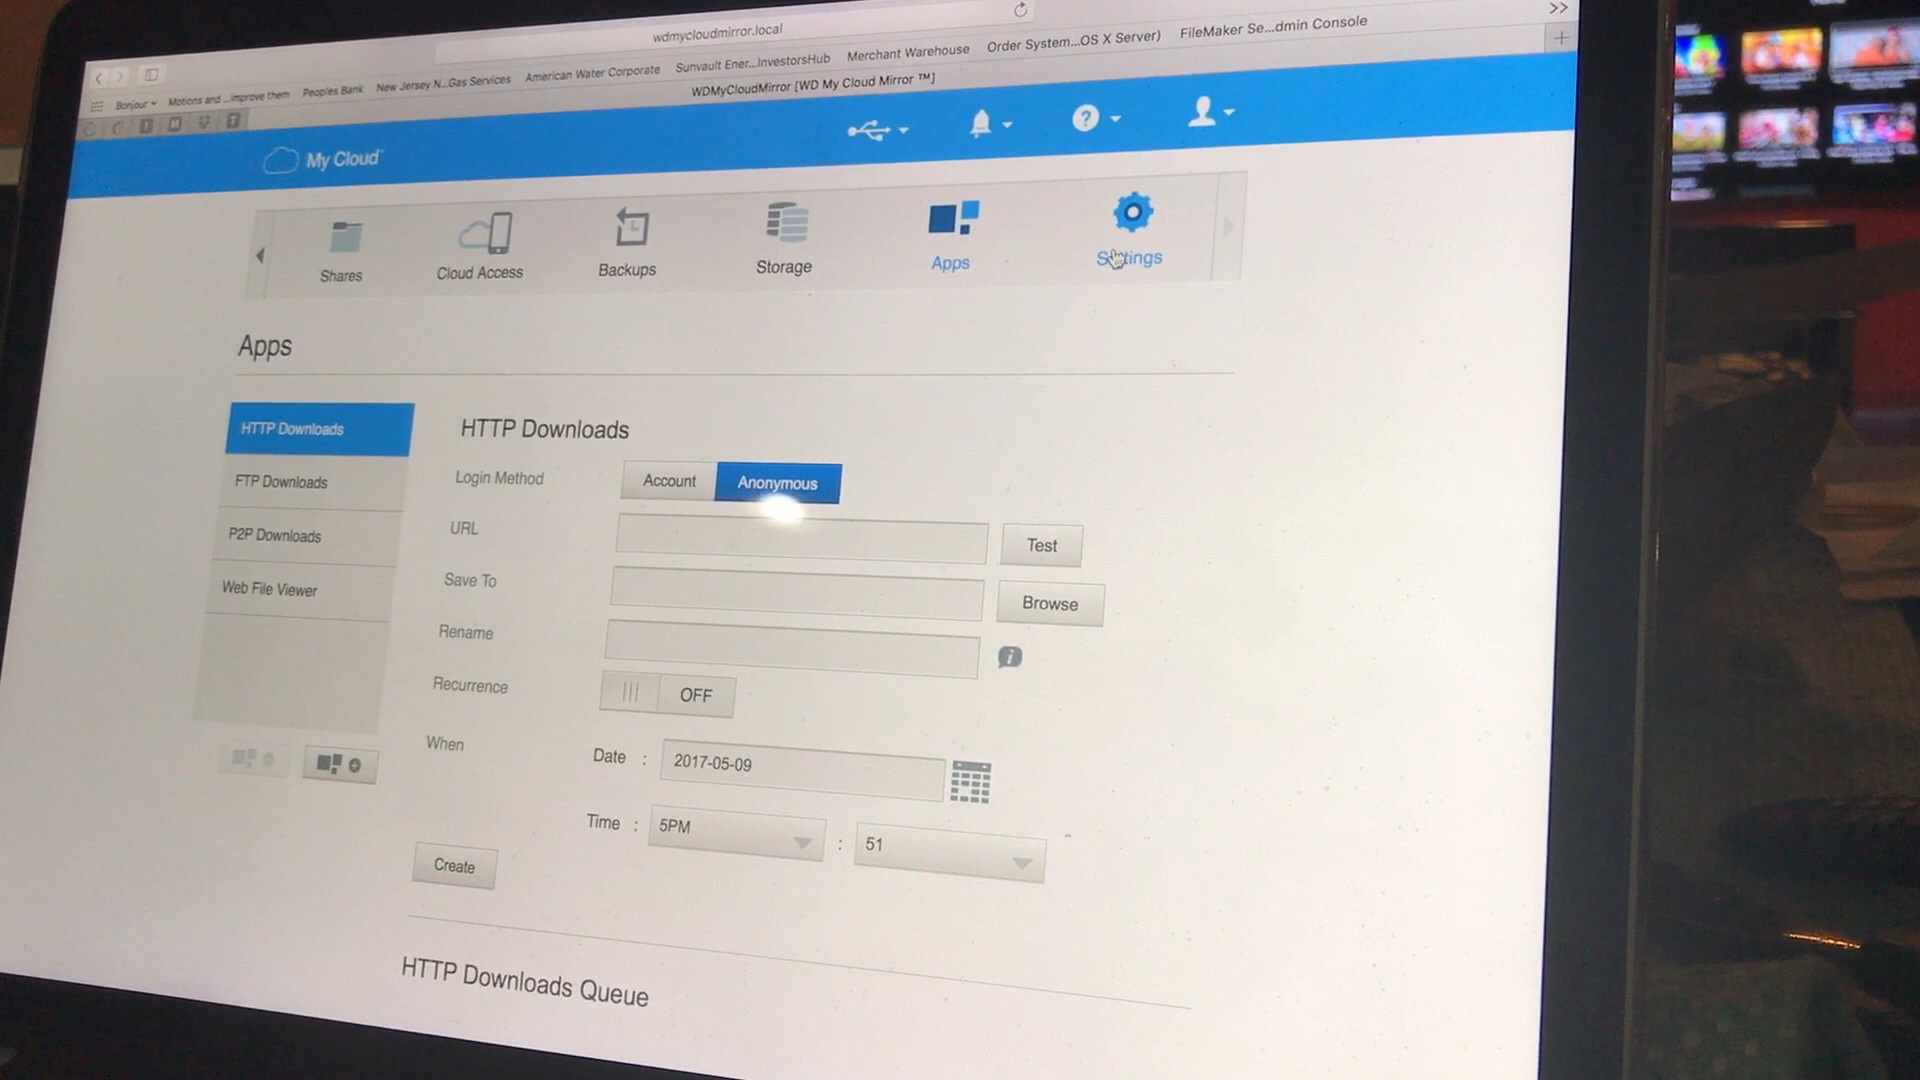 wdmycloudmirror.local
>>
Bonjour
Motions and ...improve them
Peoples Bank
New Jersey N...Gas Services
American Water Corporate
Sunvault Ener...InvestorsHub
Merchant Warehouse
Order System...OS X Server)
FileMaker Se...dmin Console
WDMyCloudMirror [WD My Cloud Mirror ™]
My Cloud
Shares
Cloud Access
Backups
Storage
Apps
Settings
Apps
HTTP Downloads
FTP Downloads
P2P Downloads
Web File Viewer
HTTP Downloads
Login Method
Account
Anonymous
URL
Test
Save To
Browse
Rename
Recurrence
OFF
When
Date :
2017-05-09
Time :
5PM
:
51
Create
HTTP Downloads Queue